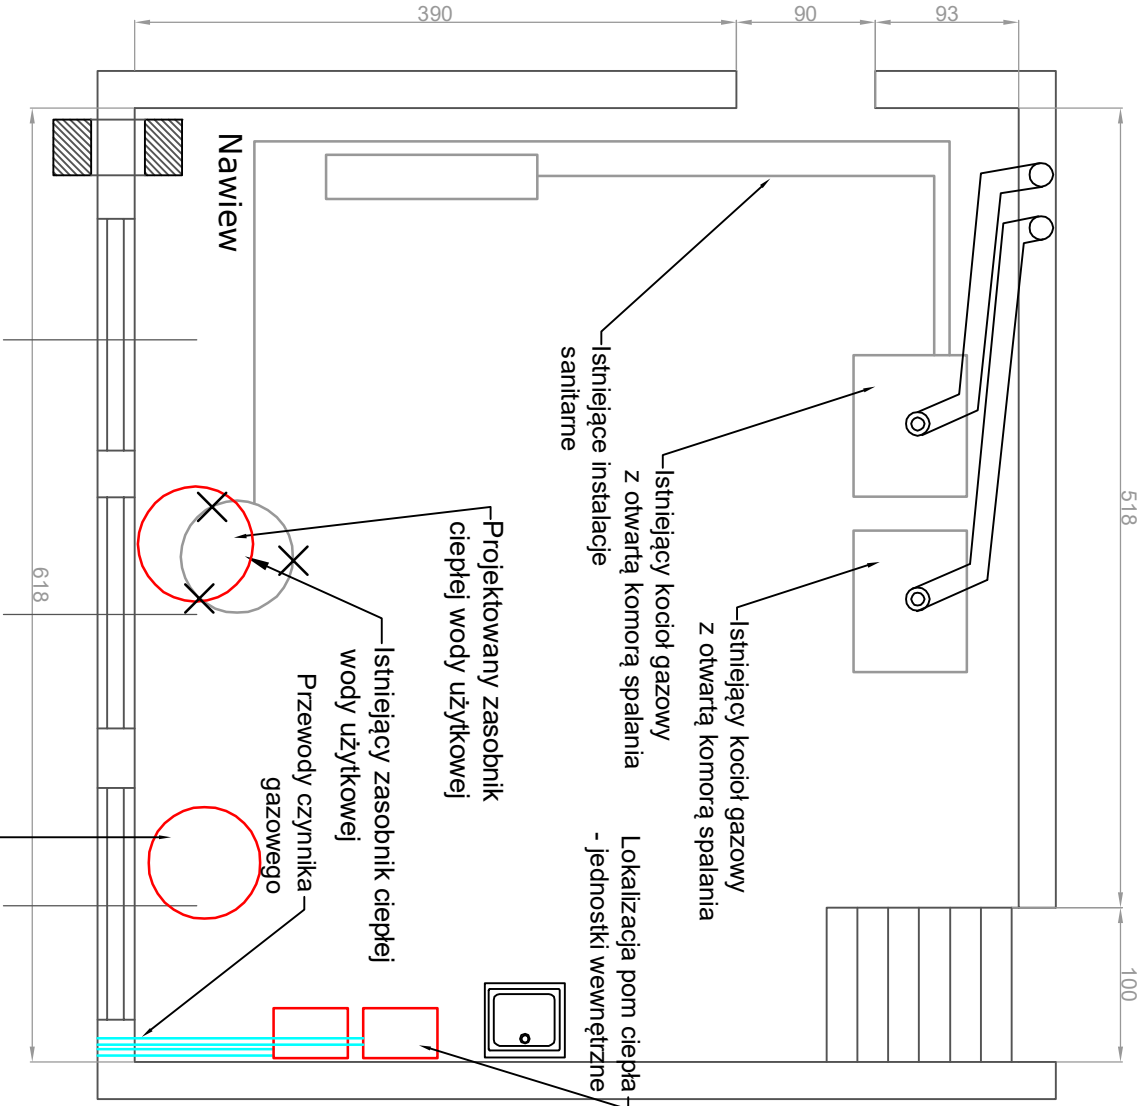 390
90
93
518
100
618
Nawiew
Istniejące instalacje
sanitarne
Istniejący kocioł gazowy
z otwartą komorą spalania
Istniejący kocioł gazowy
z otwartą komorą spalania
Projektowany zasobnik
ciepłej wody użytkowej
Istniejący zasobnik ciepłej
wody użytkowej
Przewody czynnika
gazowego
Lokalizacja pom ciepła
- jednostki wewnętrzne